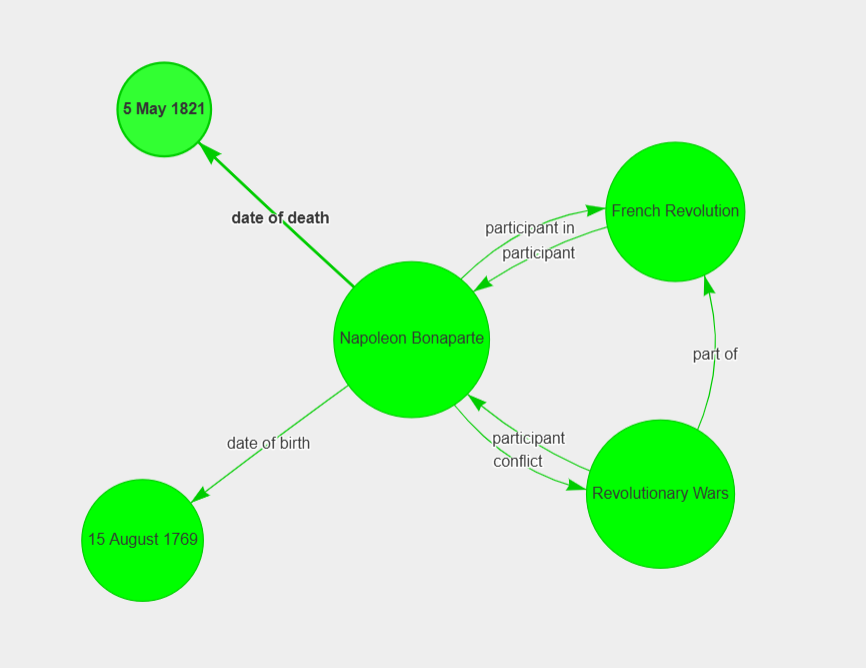 5 May 1821
French Revolution
date of death
participant in
participant
Napoleon Bonaparte
part of
date of birth
participant
conflict
Revolutionary Wars
15 August 1769